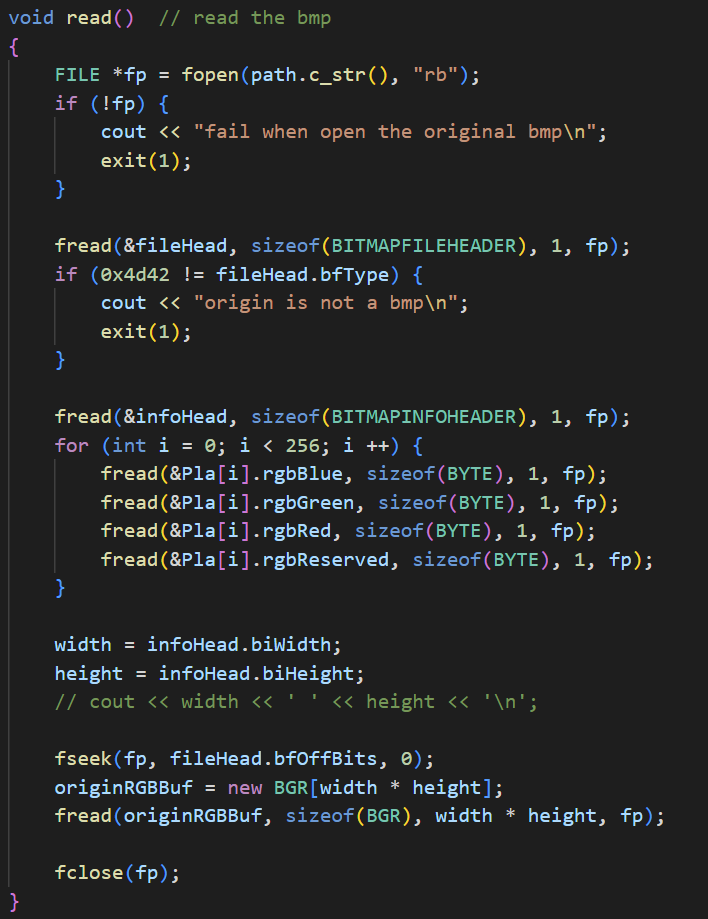 void read()  // read the bmp
{
    FILE *fp = fopen(path.c_str(), "rb");
    if (!fp) {
        cout << "fail when open the original bmp\n";
        exit(1);
    }

    fread(&fileHead, sizeof(BITMAPFILEHEADER), 1, fp);
    if (0x4d42 != fileHead.bfType) {
        cout << "origin is not a bmp\n";
        exit(1);
    }

    fread(&infoHead, sizeof(BITMAPINFOHEADER), 1, fp);
    for (int i = 0; i < 256; i ++) {
        fread(&Pla[i].rgbBlue, sizeof(BYTE), 1, fp);
        fread(&Pla[i].rgbGreen, sizeof(BYTE), 1, fp);
        fread(&Pla[i].rgbRed, sizeof(BYTE), 1, fp);
        fread(&Pla[i].rgbReserved, sizeof(BYTE), 1, fp);
    }

    width = infoHead.biWidth;
    height = infoHead.biHeight;
    // cout << width << ' ' << height << '\n';

    fseek(fp, fileHead.bfOffBits, 0);
    originRGBBuf = new BGR[width * height];
    fread(originRGBBuf, sizeof(BGR), width * height, fp);

    fclose(fp);
}